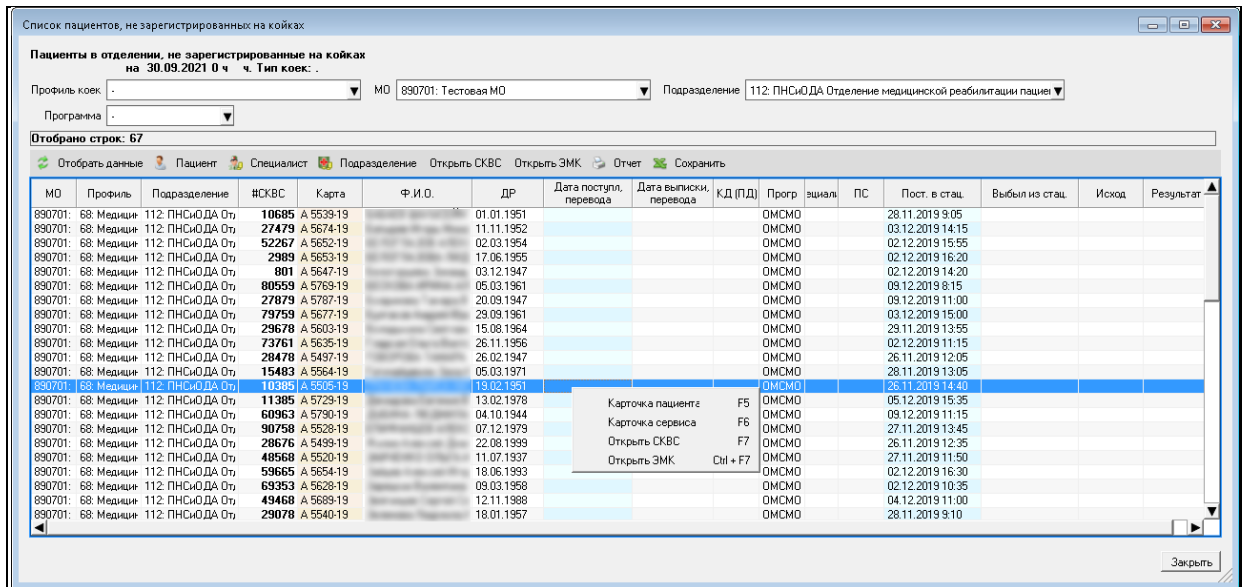 Список пациентов, не зарегистрированных на койках
Пациенты в отделении, не зарегистрированные на койках
на 30.09.2021 0 ч ч. Тип коек: .
Профиль коек - МО 890701: Тестовая МО Подразделение 112: ПНСиОДА Отделение медицинской реабилитации пациен
Программа -
Отобрано строк: 67
Отобрать данные Пациент Специалист Подразделение Открыть СКВС Открыть ЭМК Отчет Сохранить
МО Профиль Подразделение #СКВС Карта Ф.И.О. ДР Дата поступл, перевода Дата выписки, перевода КД (ПД) Прогр эциали ПС Пост. в стац. Выбыл из стац. Исход Результат
890701: 68: Медицин 112: ПНСиОДА От 10685 А 5539-19 01.01.1951 ОМСМО 28.11.2019 9:05
890701: 68: Медицин 112: ПНСиОДА От 27479 А 5674-19 11.11.1952 ОМСМО 03.12.2019 14:15
890701: 68: Медицин 112: ПНСиОДА От 52267 А 5652-19 02.03.1954 ОМСМО 02.12.2019 15:55
890701: 68: Медицин 112: ПНСиОДА От 2989 А 5653-19 17.06.1955 ОМСМО 02.12.2019 16:20
890701: 68: Медицин 112: ПНСиОДА От 801 А 5647-19 03.12.1947 ОМСМО 02.12.2019 14:20
890701: 68: Медицин 112: ПНСиОДА От 80559 А 5769-19 05.03.1961 ОМСМО 09.12.2019 8:15
890701: 68: Медицин 112: ПНСиОДА От 27879 А 5787-19 20.09.1947 ОМСМО 09.12.2019 11:00
890701: 68: Медицин 112: ПНСиОДА От 79759 А 5677-19 29.09.1961 ОМСМО 03.12.2019 15:00
890701: 68: Медицин 112: ПНСиОДА От 29678 А 5603-19 15.08.1964 ОМСМО 29.11.2019 13:55
890701: 68: Медицин 112: ПНСиОДА От 73761 А 5635-19 26.11.1956 ОМСМО 02.12.2019 11:15
890701: 68: Медицин 112: ПНСиОДА От 28478 А 5497-19 26.02.1947 ОМСМО 26.11.2019 12:05
890701: 68: Медицин 112: ПНСиОДА От 15483 А 5564-19 05.03.1971 ОМСМО 28.11.2019 13:05
890701: 68: Медицин 112: ПНСиОДА От 10385 А 5505-19 19.02.1951 ОМСМО 26.11.2019 14:40
890701: 68: Медицин 112: ПНСиОДА От 11385 А 5729-19 13.02.1978 ОМСМО 05.12.2019 15:35
890701: 68: Медицин 112: ПНСиОДА От 60963 А 5790-19 04.10.1944 ОМСМО 09.12.2019 11:15
890701: 68: Медицин 112: ПНСиОДА От 90758 А 5528-19 07.12.1979 ОМСМО 27.11.2019 13:45
890701: 68: Медицин 112: ПНСиОДА От 28676 А 5499-19 22.08.1999 ОМСМО 26.11.2019 12:35
890701: 68: Медицин 112: ПНСиОДА От 48568 А 5520-19 11.07.1937 ОМСМО 27.11.2019 11:50
890701: 68: Медицин 112: ПНСиОДА От 59665 А 5654-19 18.06.1993 ОМСМО 02.12.2019 16:30
890701: 68: Медицин 112: ПНСиОДА От 69353 А 5628-19 09.03.1958 ОМСМО 02.12.2019 10:35
890701: 68: Медицин 112: ПНСиОДА От 49468 А 5689-19 12.11.1988 ОМСМО 04.12.2019 11:00
890701: 68: Медицин 112: ПНСиОДА От 29078 А 5540-19 18.01.1957 ОМСМО 28.11.2019 9:10
Карточка пациента F5
Карточка сервиса F6
Открыть СКВС F7
Открыть ЭМК Ctrl + F7
Закрыть